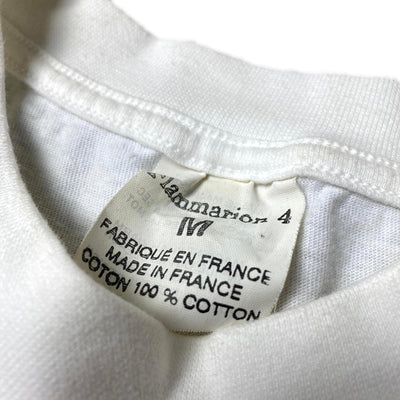 Flammarion 4
M
FABRIQUÉ EN FRANCE
MADE IN FRANCE
COTON 100 % COTTON